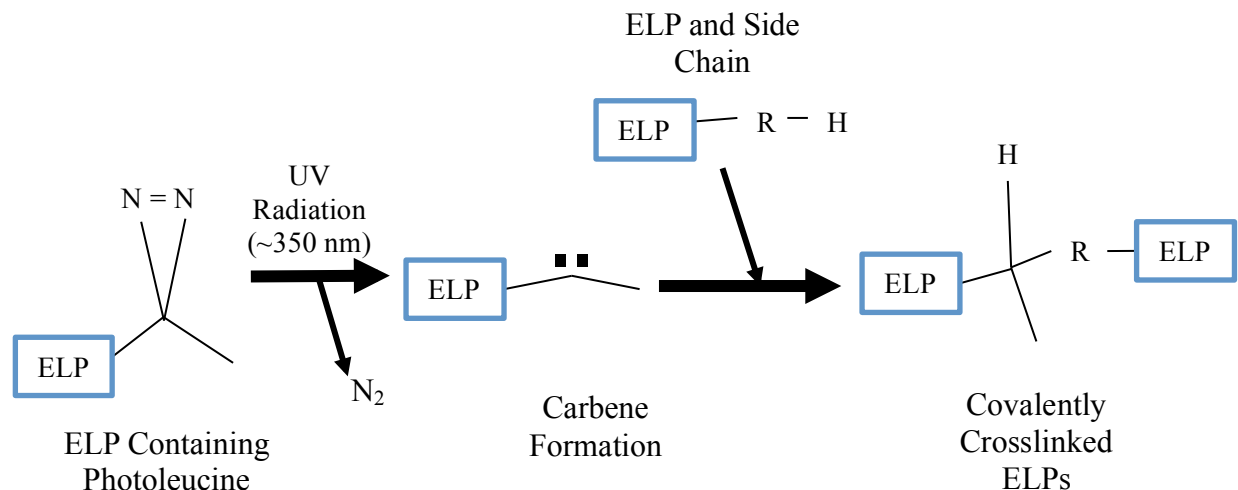 ELP and Side
Chain
ELP
R – H
H
N = N
UV
Radiation
(~350 nm)
ELP
R
ELP
ELP
ELP
N₂
Carbene
Formation
Covalently
Crosslinked
ELPs
ELP Containing
Photoleucine